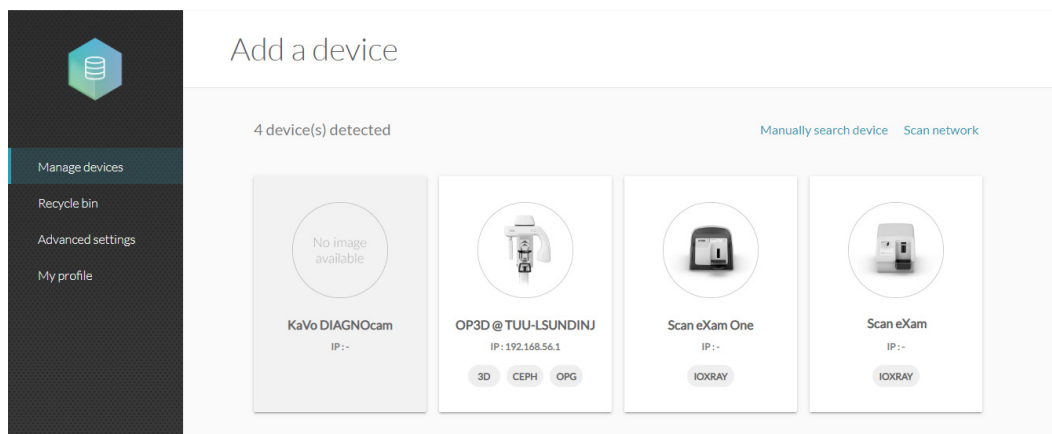 Add a device
4 device(s) detected
Manually search device
Scan network
Manage devices
Recycle bin
Advanced settings
My profile
No image
available
KaVo DIAGNOcam
IP : -
OP3D @ TUU-LSUNDINJ
IP : 192.168.56.1
3D CEPH OPG
Scan eXam One
IP : -
IOXRAY
Scan eXam
IP : -
IOXRAY